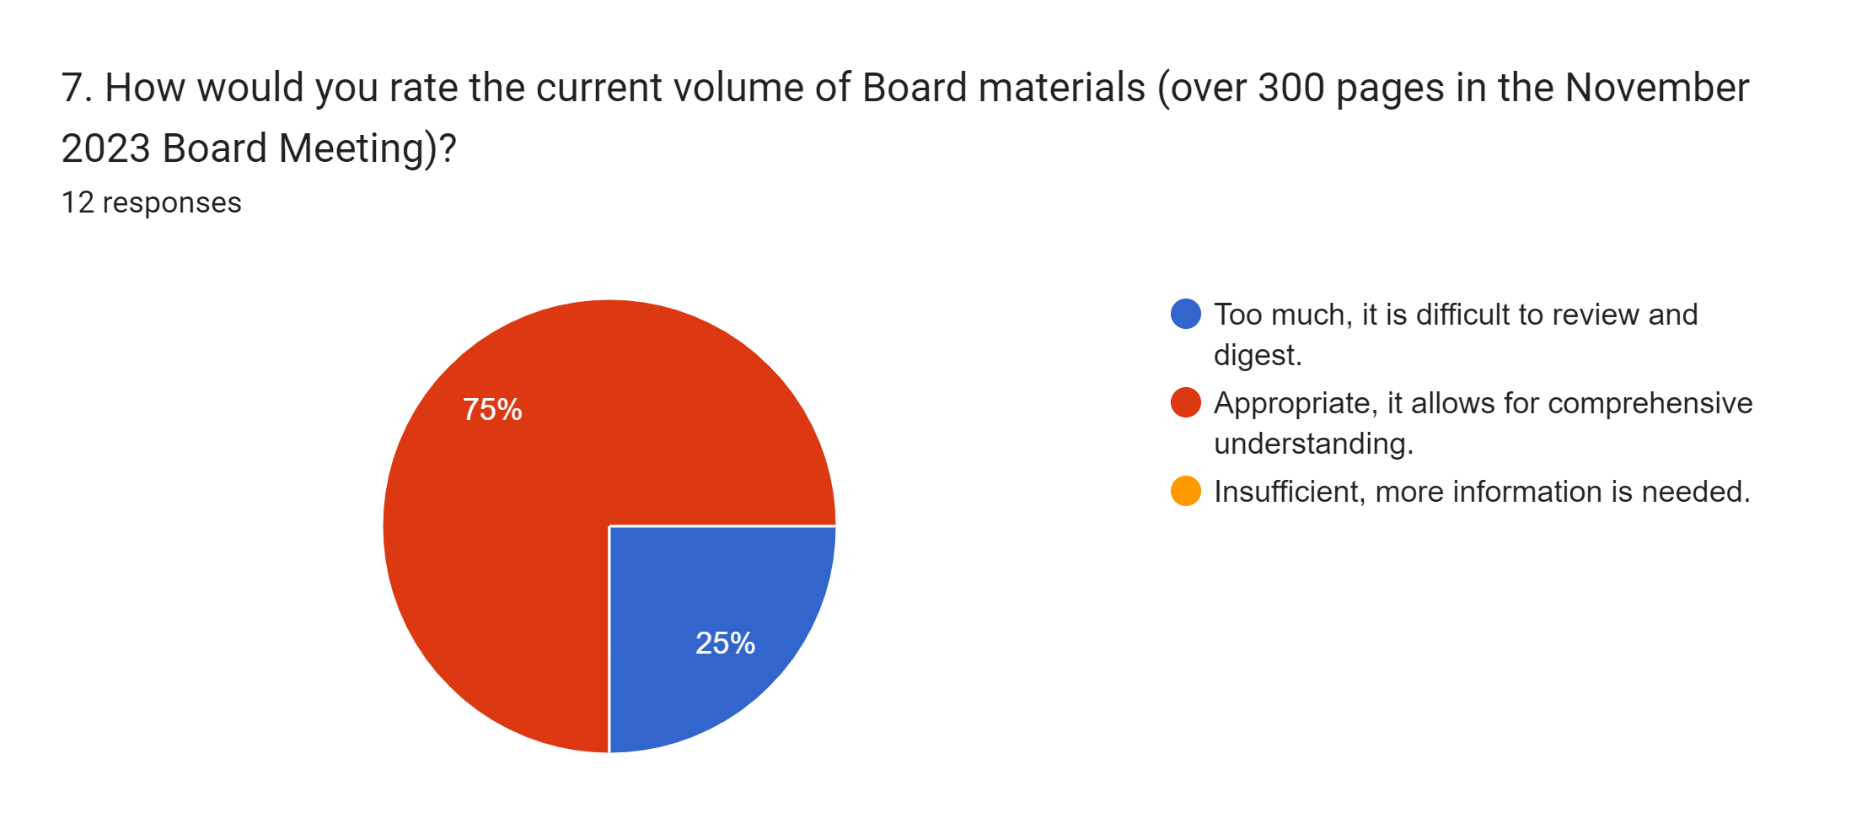 7. How would you rate the current volume of Board materials (over 300 pages in the November
2023 Board Meeting)?
12 responses
75%
25%
Too much, it is difficult to review and
digest.
Appropriate, it allows for comprehensive
understanding.
Insufficient, more information is needed.